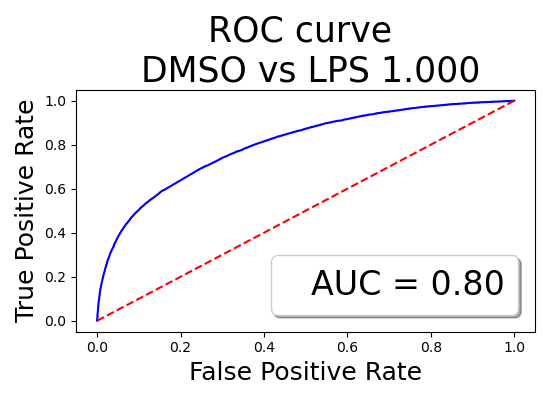 ROC curve
DMSO vs LPS 1.000
True Positive Rate
1.0
0.8
0.6
0.4
0.2
0.0
AUC = 0.80
0.0 0.2 0.4 0.6 0.8 1.0
False Positive Rate